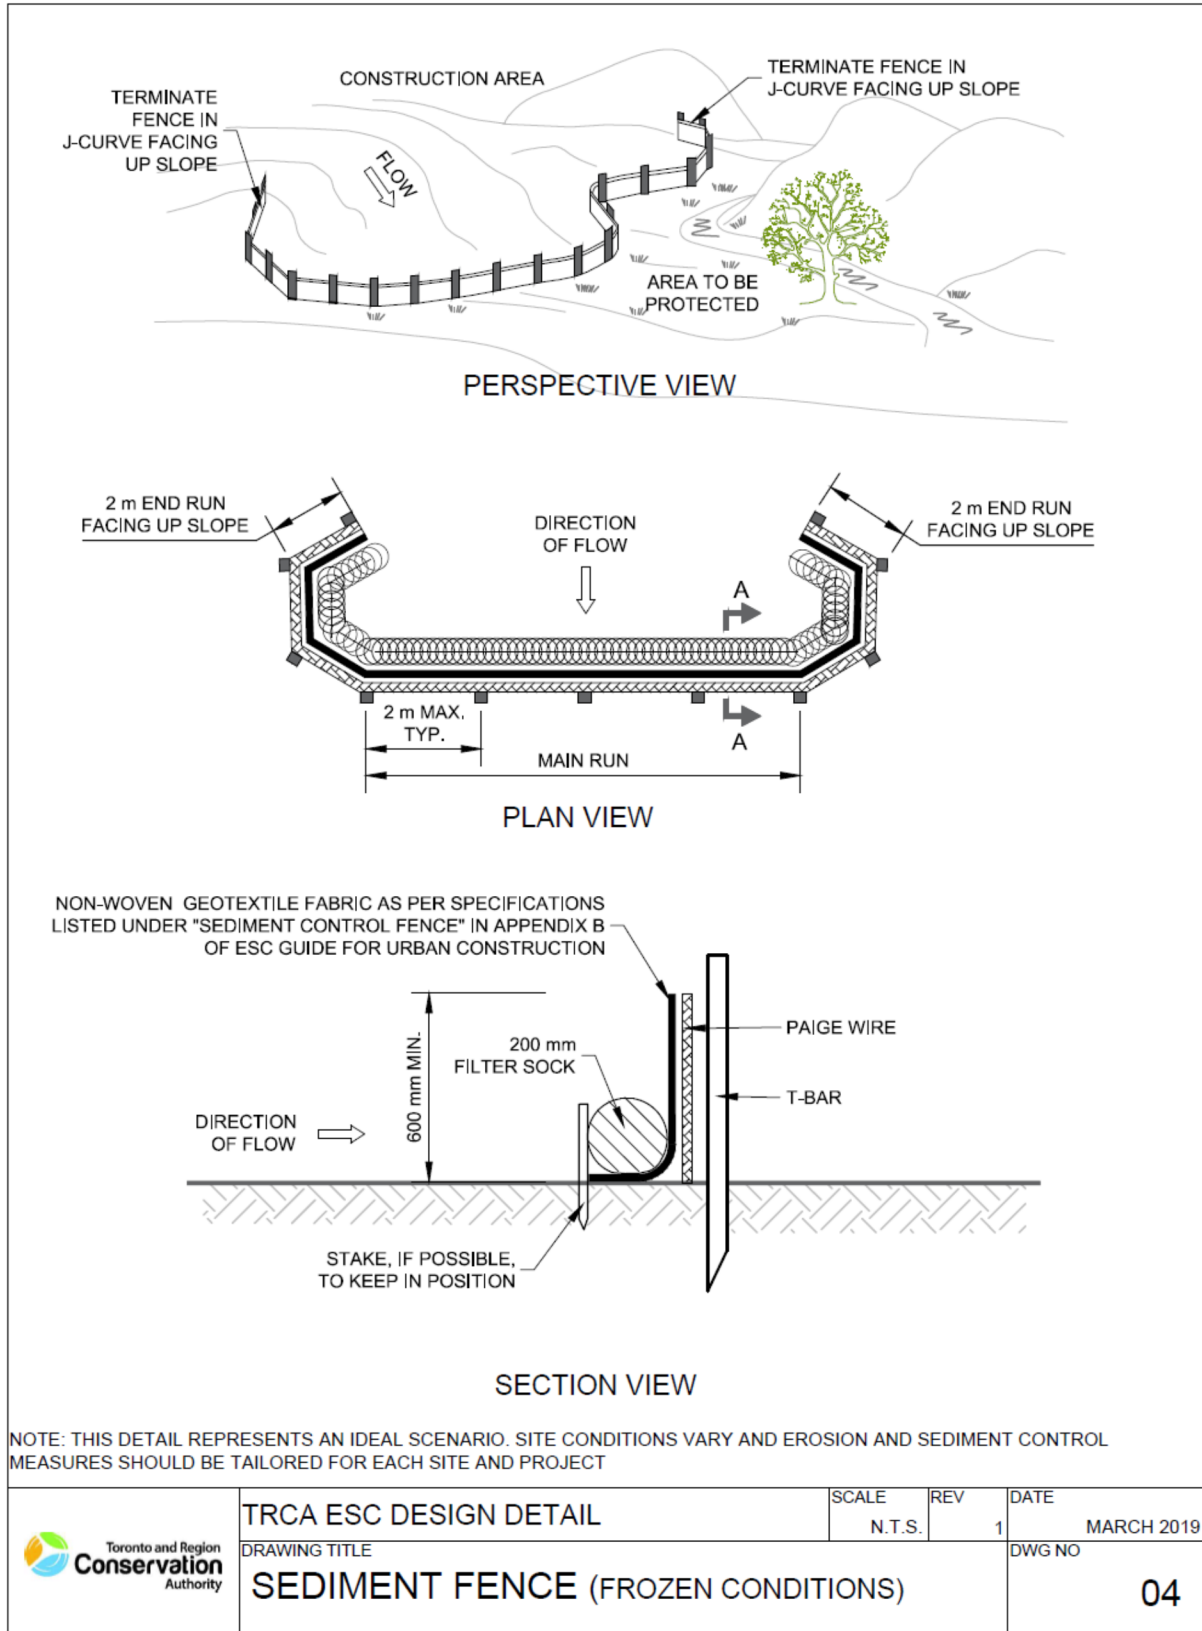 CONSTRUCTION AREA
TERMINATE FENCE IN
J-CURVE FACING UP SLOPE
TERMINATE
FENCE IN
J-CURVE FACING
UP SLOPE
FLOW
AREA TO BE
PROTECTED
PERSPECTIVE VIEW
2 m END RUN
FACING UP SLOPE
DIRECTION
OF FLOW
2 m END RUN
FACING UP SLOPE
A
A
2 m MAX.
TYP.
MAIN RUN
PLAN VIEW
NON-WOVEN GEOTEXTILE FABRIC AS PER SPECIFICATIONS
LISTED UNDER "SEDIMENT CONTROL FENCE" IN APPENDIX B
OF ESC GUIDE FOR URBAN CONSTRUCTION
600 mm MIN.
200 mm
FILTER SOCK
PAIGE WIRE
T-BAR
DIRECTION
OF FLOW
STAKE, IF POSSIBLE,
TO KEEP IN POSITION
SECTION VIEW
NOTE: THIS DETAIL REPRESENTS AN IDEAL SCENARIO. SITE CONDITIONS VARY AND EROSION AND SEDIMENT CONTROL
MEASURES SHOULD BE TAILORED FOR EACH SITE AND PROJECT
Toronto and Region
Conservation
Authority
TRCA ESC DESIGN DETAIL
SCALE
N.T.S.
REV
1
DATE
MARCH 2019
DRAWING TITLE
SEDIMENT FENCE (FROZEN CONDITIONS)
DWG NO
04